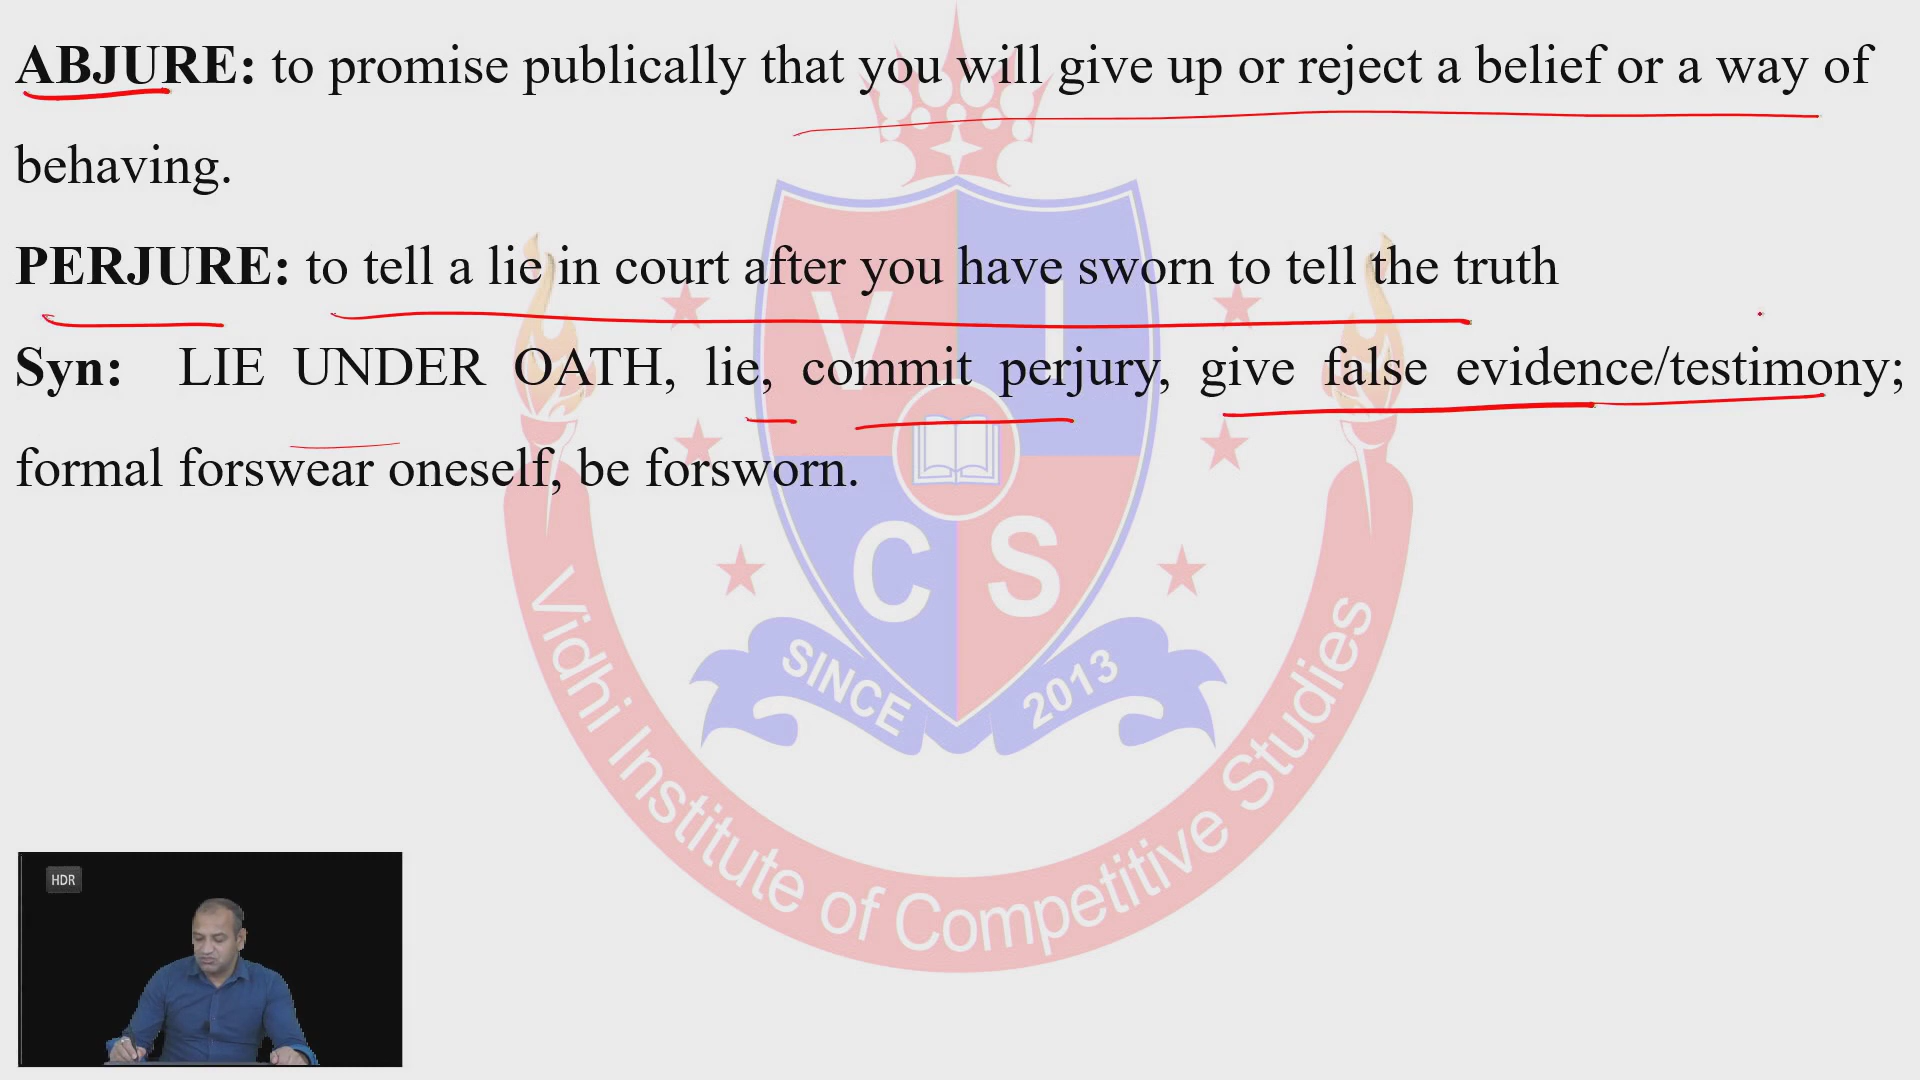 ABJURE: to promise publically that you will give up or reject a belief or a way of
behaving.
PERJURE: to tell a lie in court after you have sworn to tell the truth
Syn: LIE UNDER OATH, lie, commit perjury, give false evidence/testimony;
formal forswear oneself, be forsworn.
V I
C S
SINCE 2013
Vidhi Institute of Competitive Studies
HDR